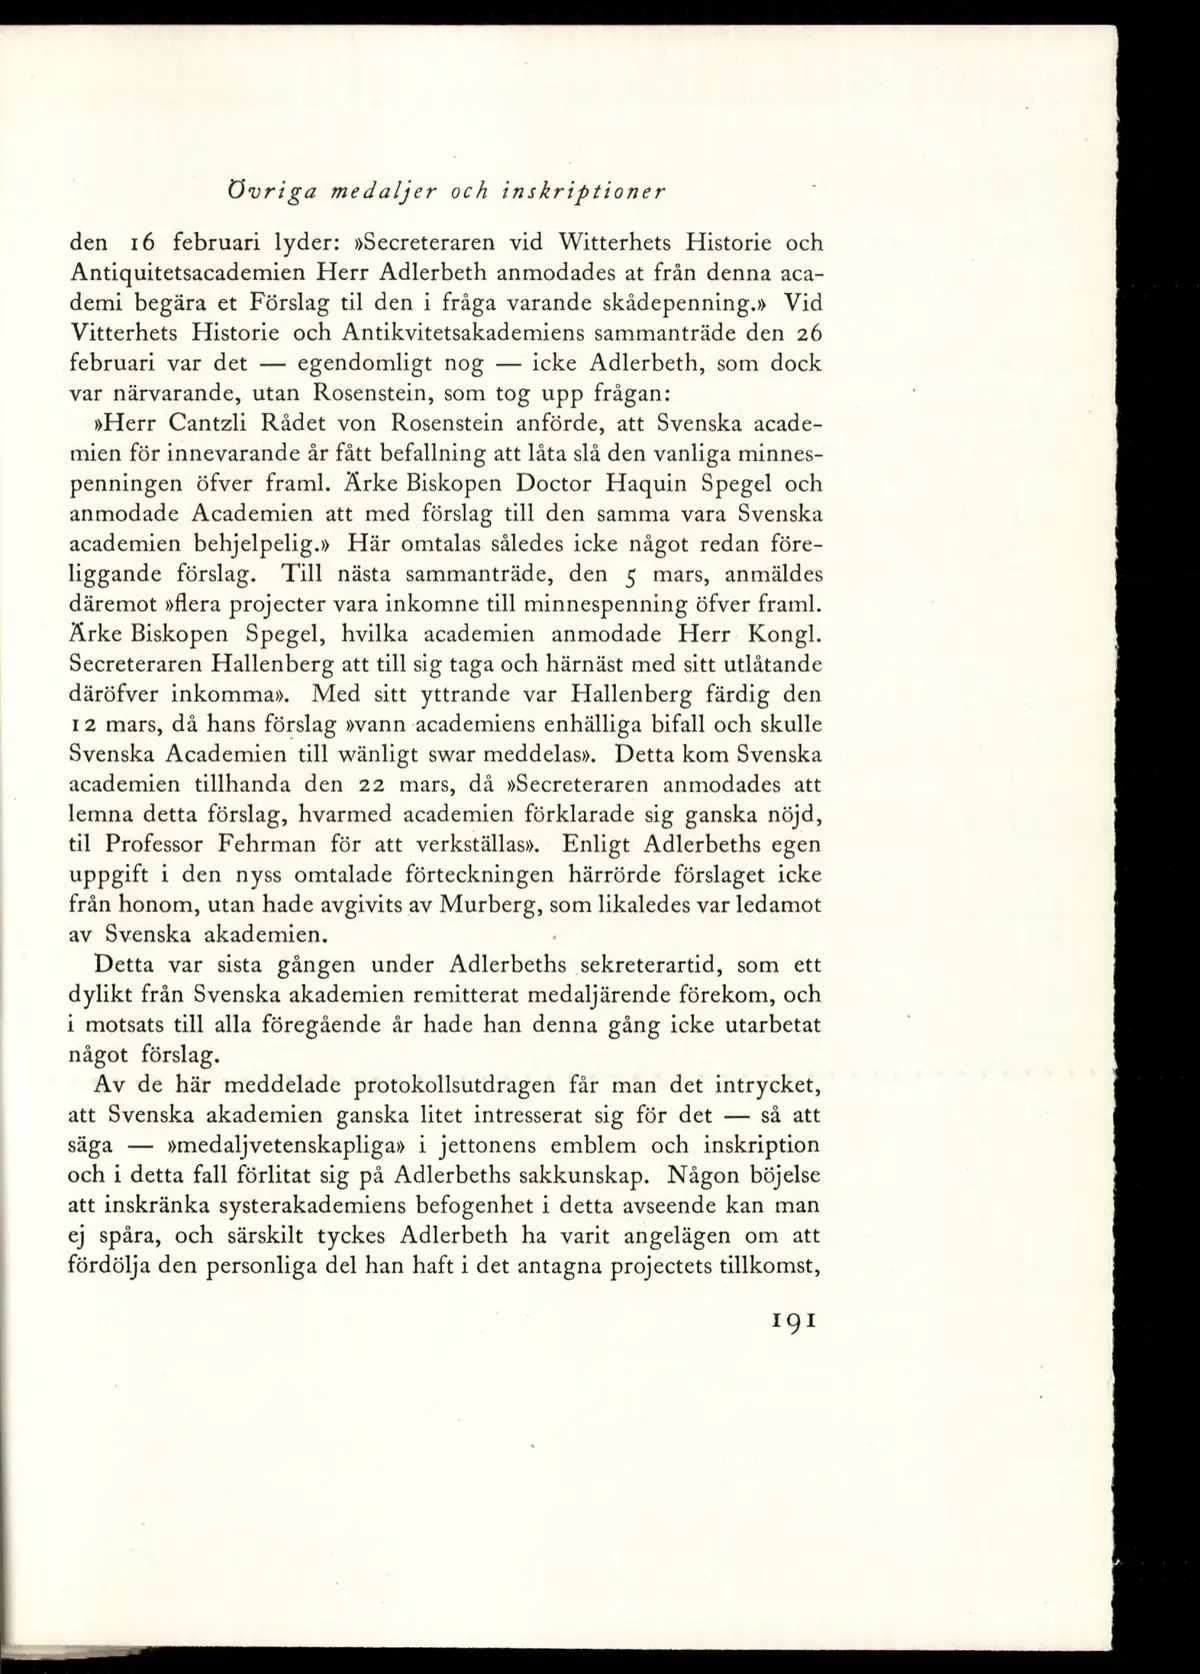 Övriga medaljer och inskriptioner
den 16 februari lyder: »Secreteraren vid Witterhets Historie och
Antiquitetsacademien Herr Adlerbeth anmodades at från denna aca-
demi begära et Förslag til den i fråga varande skådepenning.» Vid
Vitterhets Historie och Antikvitetsakademiens sammanträde den 26
februari var det — egendomligt nog — icke Adlerbeth, som dock
var närvarande, utan Rosenstein, som tog upp frågan:
»Herr Cantzli Rådet von Rosenstein anförde, att Svenska acade-
mien för innevarande år fått befallning att låta slå den vanliga minnes-
penningen öfver framl. Ärke Biskopen Doctor Haquin Spegel och
anmodade Academien att med förslag till den samma vara Svenska
academien behjelpelig.» Här omtalas således icke något redan före-
liggande förslag. Till nästa sammanträde, den 5 mars, anmäldes
däremot »flera projecter vara inkomne till minnespenning öfver framl.
Ärke Biskopen Spegel, hvilka academien anmodade Herr Kongl.
Secreteraren Hallenberg att till sig taga och härnäst med sitt utlåtande
däröfver inkomma». Med sitt yttrande var Hallenberg färdig den
12 mars, då hans förslag »vann academiens enhälliga bifall och skulle
Svenska Academien till wänligt swar meddelas». Detta kom Svenska
academien tillhanda den 22 mars, då »Secreteraren anmodades att
lemna detta förslag, hvarmed academien förklarade sig ganska nöjd,
til Professor Fehrman för att verkställas». Enligt Adlerbeths egen
uppgift i den nyss omtalade förteckningen härrörde förslaget icke
från honom, utan hade avgivits av Murberg, som likaledes var ledamot
av Svenska akademien.
Detta var sista gången under Adlerbeths sekreterartid, som ett
dylikt från Svenska akademien remitterat medaljärende förekom, och
i motsats till alla föregående år hade han denna gång icke utarbetat
något förslag.
Av de här meddelade protokollsutdragen får man det intrycket,
att Svenska akademien ganska litet intresserat sig för det — så att
säga — »medaljvetenskapliga» i jettonens emblem och inskription
och i detta fall förlitat sig på Adlerbeths sakkunskap. Någon böjelse
att inskränka systerakademiens befogenhet i detta avseende kan man
ej spåra, och särskilt tyckes Adlerbeth ha varit angelägen om att
fördölja den personliga del han haft i det antagna projectets tillkomst,
191